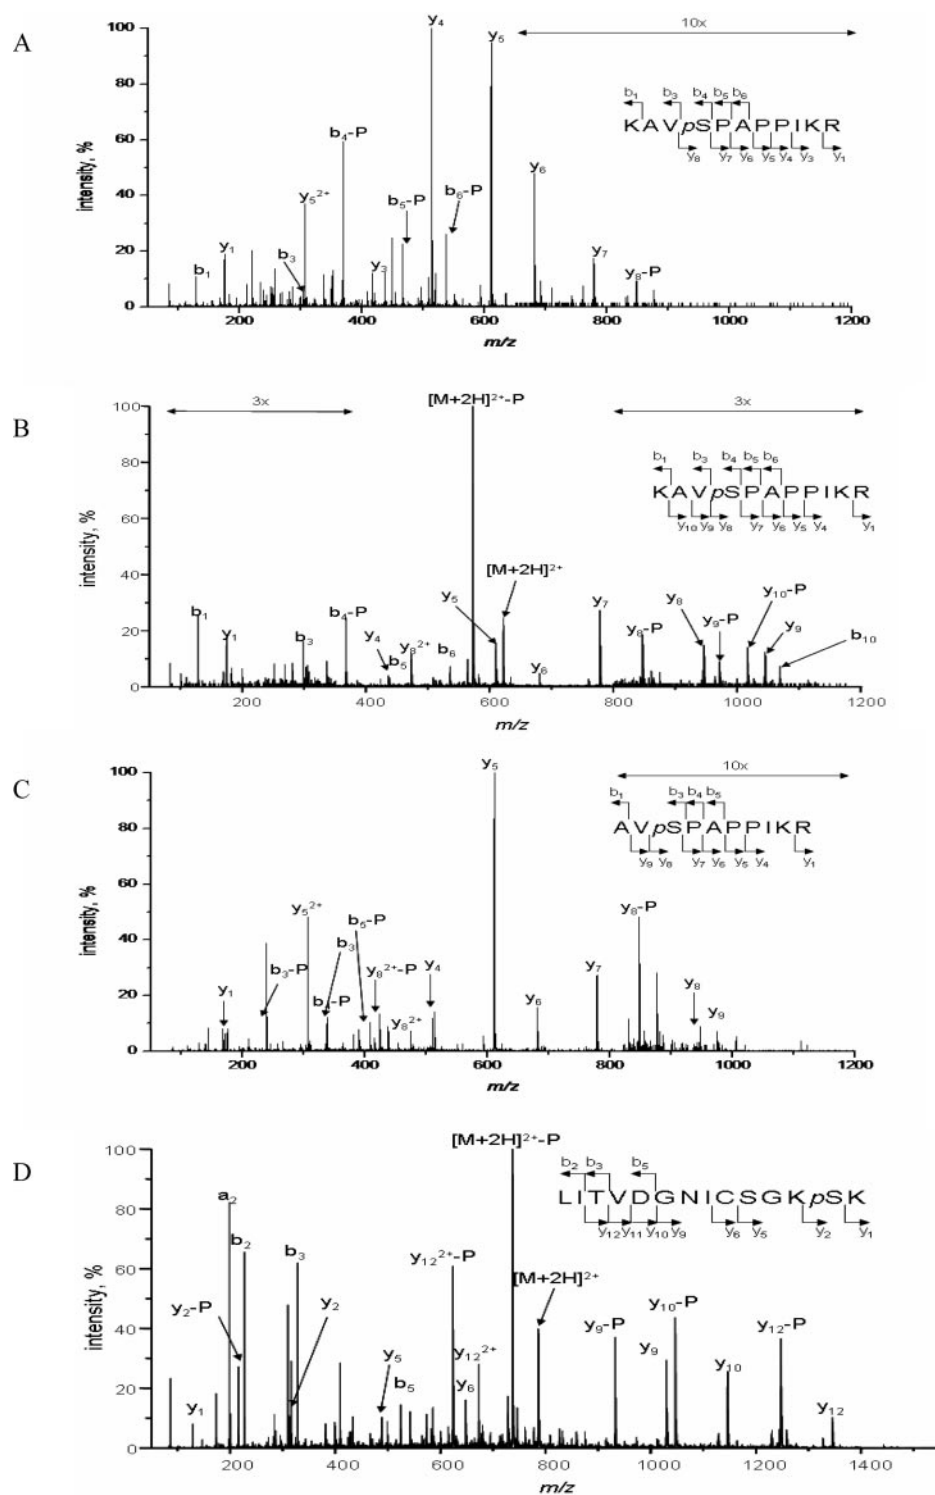 A
y₄
y₅
10x
b₁ b₃ b₄ b₅ b₆
KAVpSPAPPIKR
y₈ y₇ y₆ y₅ y₄ y₃ y₁
b₄-P
y₆
y₅²⁺
b₅-P
b₆-P
y₁
b₁
b₃
y₃
y₇
y₈-P
intensity, %
100
80
60
40
20
0
200 400 600 800 1000 1200
m/z
B
3x
[M+2H]²⁺-P
3x
b₁ b₃ b₄ b₅ b₆
KAVpSPAPPIKR
y₁₀ y₉ y₈ y₇ y₆ y₅ y₄ y₁
[M+2H]²⁺
b₁
y₁
b₃
b₄-P
y₄
b₅
y₈²⁺
b₆
y₅
y₆
y₇
y₈-P
y₈
y₉-P
y₁₀-P
y₉
b₁₀
intensity, %
100
80
60
40
20
0
200 400 600 800 1000 1200
m/z
C
y₅
10x
b₁ b₃ b₄ b₅
AVpSPAPPIKR
y₉ y₈ y₇ y₆ y₅ y₄ y₁
y₅²⁺
b₅-P
b₃
b₃-P
y₈²⁺-P
y₄
y₁
b₄-P
y₈²⁺
y₆
y₇
y₈-P
y₈
y₉
intensity, %
100
80
60
40
20
0
200 400 600 800 1000 1200
m/z
D
[M+2H]²⁺-P
b₂ b₃ b₅
LITVDGNICSGKpSK
y₁₂ y₁₁ y₁₀ y₉ y₆ y₅ y₂ y₁
a₂
b₂
b₃
y₁₂²⁺-P
[M+2H]²⁺
y₂-P
y₂
y₁
y₅
b₅
y₆
y₁₂²⁺
y₉-P
y₉
y₁₀-P
y₁₀
y₁₂-P
y₁₂
intensity, %
100
80
60
40
20
0
200 400 600 800 1000 1200 1400
m/z